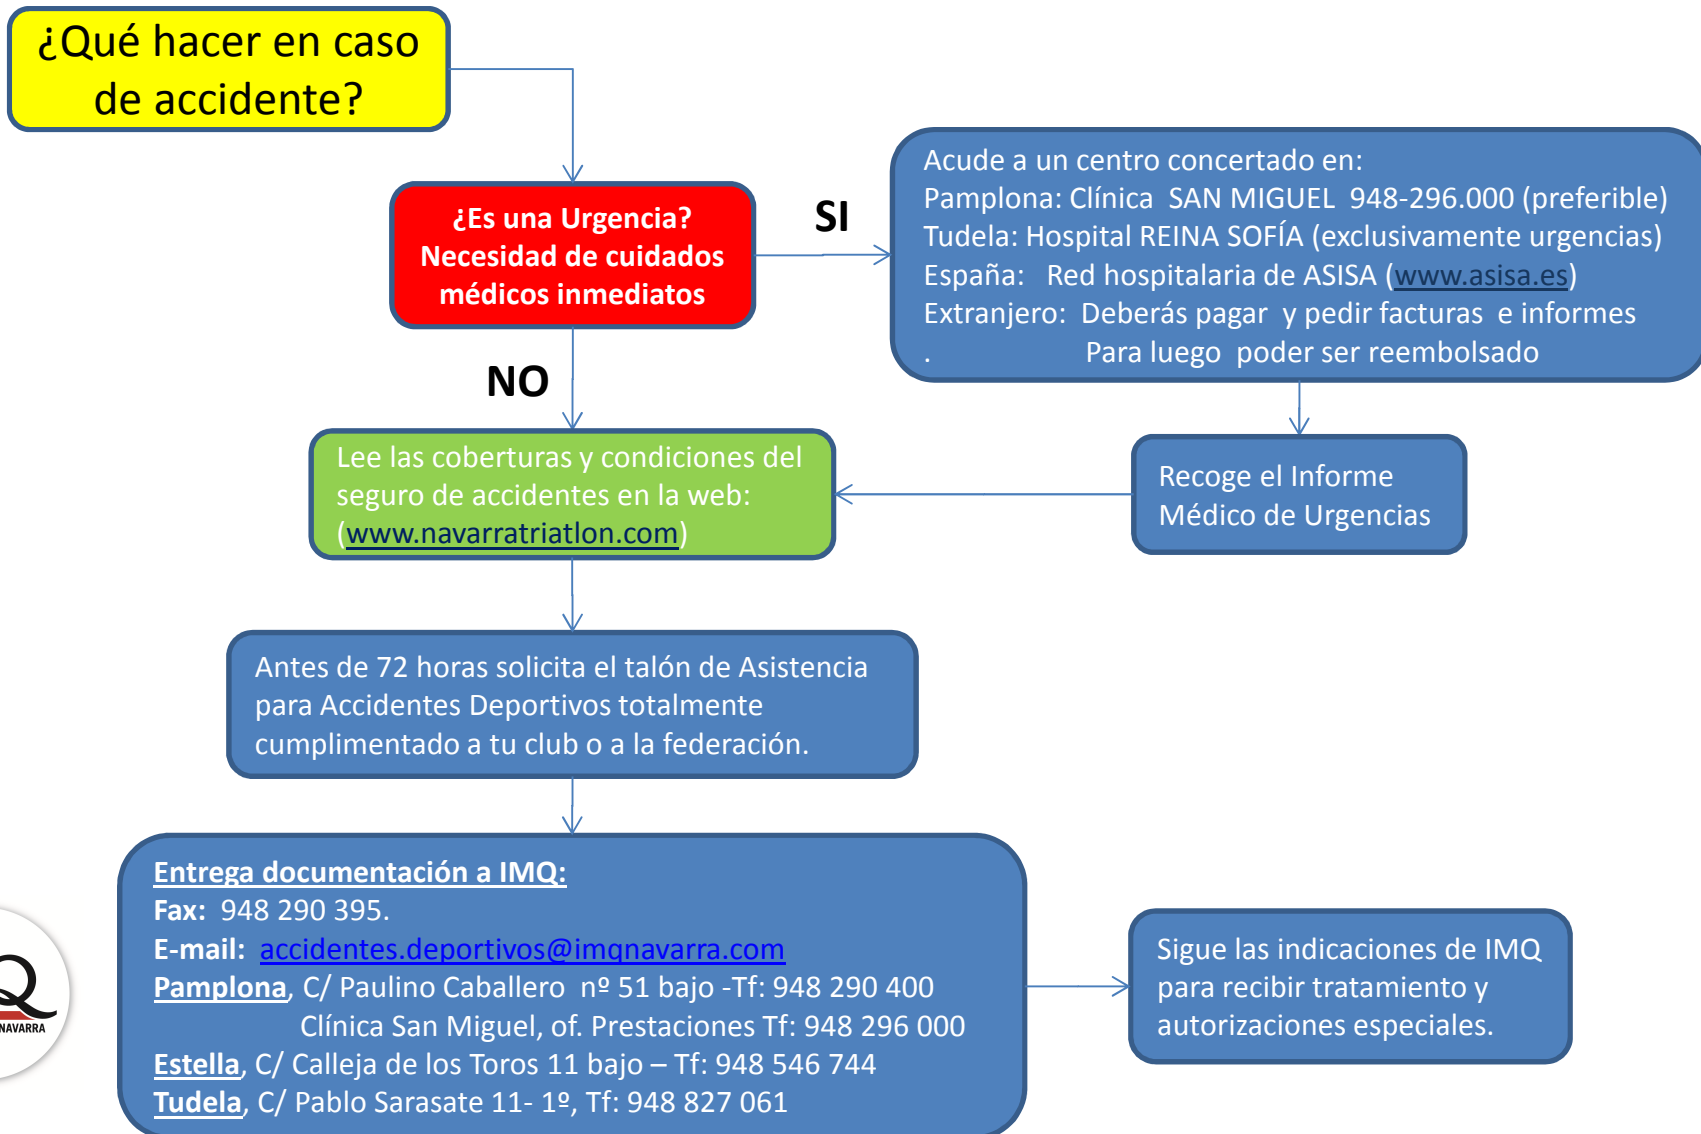 ¿Qué hacer en caso
de accidente?
¿Es una Urgencia?
Necesidad de cuidados
médicos inmediatos
SI
Acude a un centro concertado en:
Pamplona: Clínica SAN MIGUEL 948-296.000 (preferible)
Tudela: Hospital REINA SOFÍA (exclusivamente urgencias)
España: Red hospitalaria de ASISA (www.asisa.es)
Extranjero: Deberás pagar y pedir facturas e informes
. Para luego poder ser reembolsado
NO
Lee las coberturas y condiciones del
seguro de accidentes en la web:
(www.navarratriatlon.com)
Recoge el Informe
Médico de Urgencias
Antes de 72 horas solicita el talón de Asistencia
para Accidentes Deportivos totalmente
cumplimentado a tu club o a la federación.
Entrega documentación a IMQ:
Fax: 948 290 395.
E-mail: accidentes.deportivos@imqnavarra.com
Pamplona, C/ Paulino Caballero nº 51 bajo -Tf: 948 290 400
Clínica San Miguel, of. Prestaciones Tf: 948 296 000
Estella, C/ Calleja de los Toros 11 bajo – Tf: 948 546 744
Tudela, C/ Pablo Sarasate 11- 1º, Tf: 948 827 061
Sigue las indicaciones de IMQ
para recibir tratamiento y
autorizaciones especiales.
Q
NAVARRA